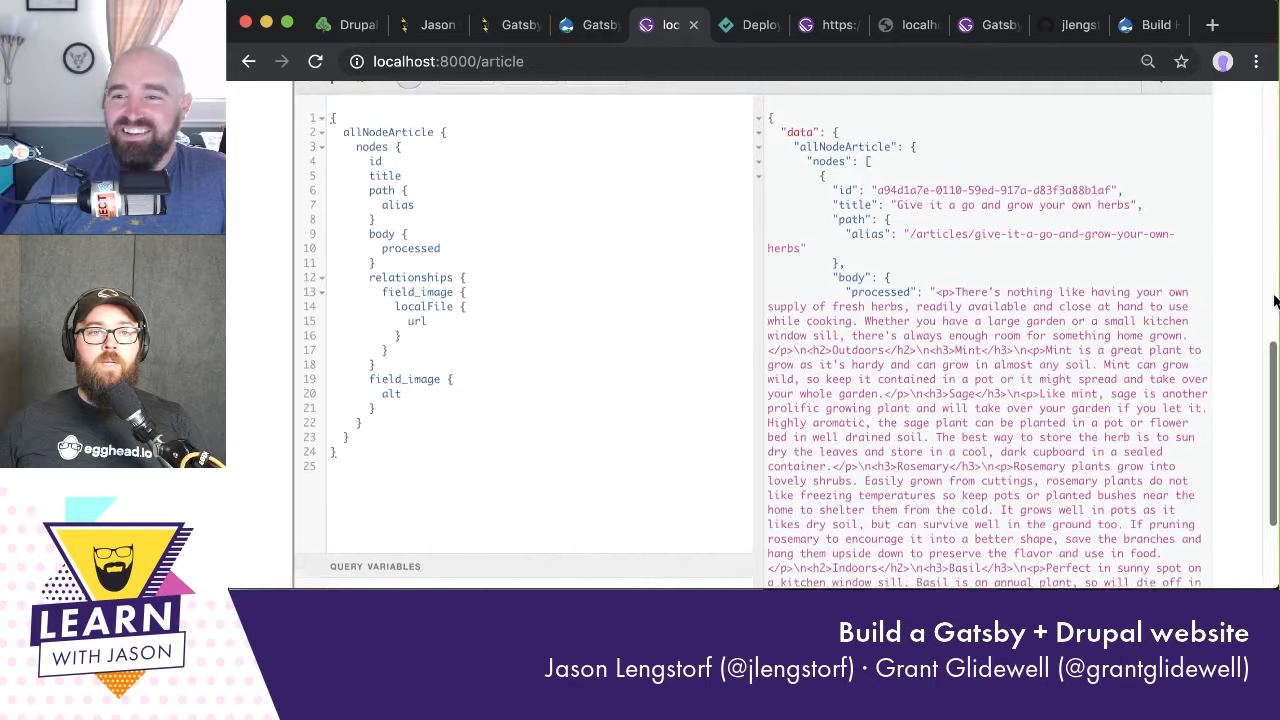 Drupal
Jason
Gatsby
Gatsby
loc
Deploy
https:
localh
Gatsby
jlengst
Build H
localhost:8000/article
1 {
2 allNodeArticle {
3 nodes {
4 id
5 title
6 path {
7 alias
8 }
9 body {
10 processed
11 }
12 relationships {
13 field_image {
14 localFile {
15 url
16 }
17 }
18 }
19 field_image {
20 alt
21 }
22 }
23 }
24 }
25
QUERY VARIABLES
{
"data": {
"allNodeArticle": {
"nodes": [
{
"id": "a94d1a7e-0110-59ed-917a-d83f3a88b1af",
"title": "Give it a go and grow your own herbs",
"path": {
"alias": "/articles/give-it-a-go-and-grow-your-own-
herbs"
},
"body": {
"processed": "<p>There's nothing like having your own
supply of fresh herbs, readily available and close at hand to use
while cooking. Whether you have a large garden or a small kitchen
window sill, there's always enough room for something home grown.
</p>\n<h2>Outdoors</h2>\n<h3>Mint</h3>\n<p>Mint is a great plant to
grow as it's hardy and can grow in almost any soil. Mint can grow
wild, so keep it contained in a pot or it might spread and take over
your whole garden.</p>\n<h3>Sage</h3>\n<p>Like mint, sage is another
prolific growing plant and will take over your garden if you let it.
Highly aromatic, the sage plant can be planted in a pot or flower
bed in well drained soil. The best way to store the herb is to sun
dry the leaves and store in a cool, dark cupboard in a sealed
container.</p>\n<h3>Rosemary</h3>\n<p>Rosemary plants grow into
lovely shrubs. Easily grown from cuttings, rosemary plants do not
like freezing temperatures so keep pots or planted bushes near the
home to shelter them from the cold. It grows well in pots as it
likes dry soil, but can survive well in the ground too. If pruning
rosemary to encourage it into a better shape, save the branches and
hang them upside down to preserve the flavor and use in food.
</p>\n<h2>Indoors</h2>\n<h3>Basil</h3>\n<p>Perfect in sunny spot on
a kitchen window sill. Basil is an annual plant, so will die off in
egghead.io
LEARN
WITH JASON
Build a Gatsby + Drupal website
Jason Lengstorf (@jlengstorf) · Grant Glidewell (@grantglidewell)